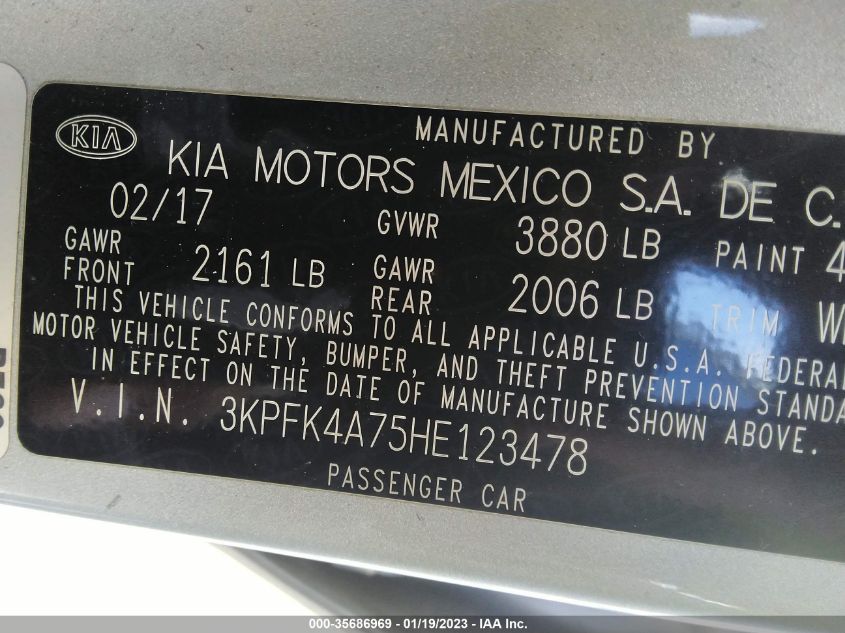 MANUFACTURED BY
KIA
KIA MOTORS MEXICO S.A. DE C.
02/17 GVWR 3880 LB PAINT 4
GAWR FRONT 2161 LB GAWR REAR 2006 LB TRIM
THIS VEHICLE CONFORMS TO ALL APPLICABLE U.S.A. FEDERAL
MOTOR VEHICLE SAFETY, BUMPER, AND THEFT PREVENTION STANDA
IN EFFECT ON THE DATE OF MANUFACTURE SHOWN ABOVE.
V.I.N. 3KPFK4A75HE123478
PASSENGER CAR
000-35686969 - 01/19/2023 - IAA Inc.